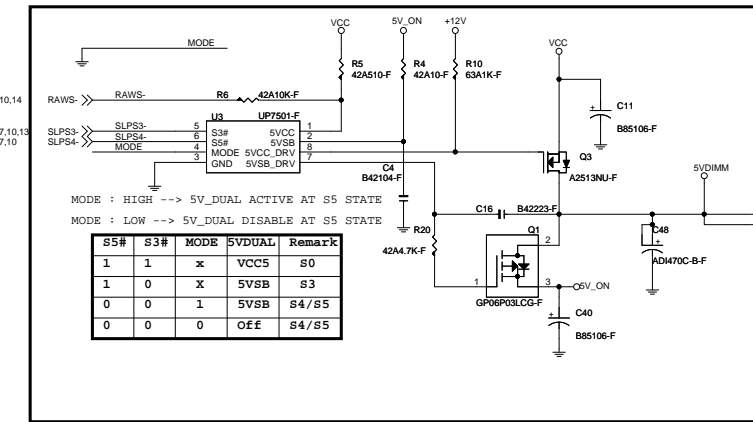 VCC 5V_ON +12V
MODE
VCC
R5
42A510-F
R4
42A10-F
R10
63A1K-F
10,14 RAWS- RAWS- R6 42A10K-F
C11
B85106-F
U3 UP7501-F
7,10,13 SLPS3- SLPS3- 5 S3# 5VCC 1
7,10 SLPS4- SLPS4- 6 S5# 5VSB 2
MODE 4 MODE 5VCC_DRV 8
3 GND 5VSB_DRV 7
Q3
A2513NU-F
5VDIMM
C4
B42104-F
MODE : HIGH --> 5V_DUAL ACTIVE AT S5 STATE
MODE : LOW --> 5V_DUAL DISABLE AT S5 STATE
C16 B42223-F
R20
42A4.7K-F
Q1
2
1
3
GP06P03LCG-F
5V_ON
C48
ADI470C-B-F
C40
B85106-F
S5# S3# MODE 5VDUAL Remark
1 1 x VCC5 S0
1 0 X 5VSB S3
0 0 1 5VSB S4/S5
0 0 0 Off S4/S5